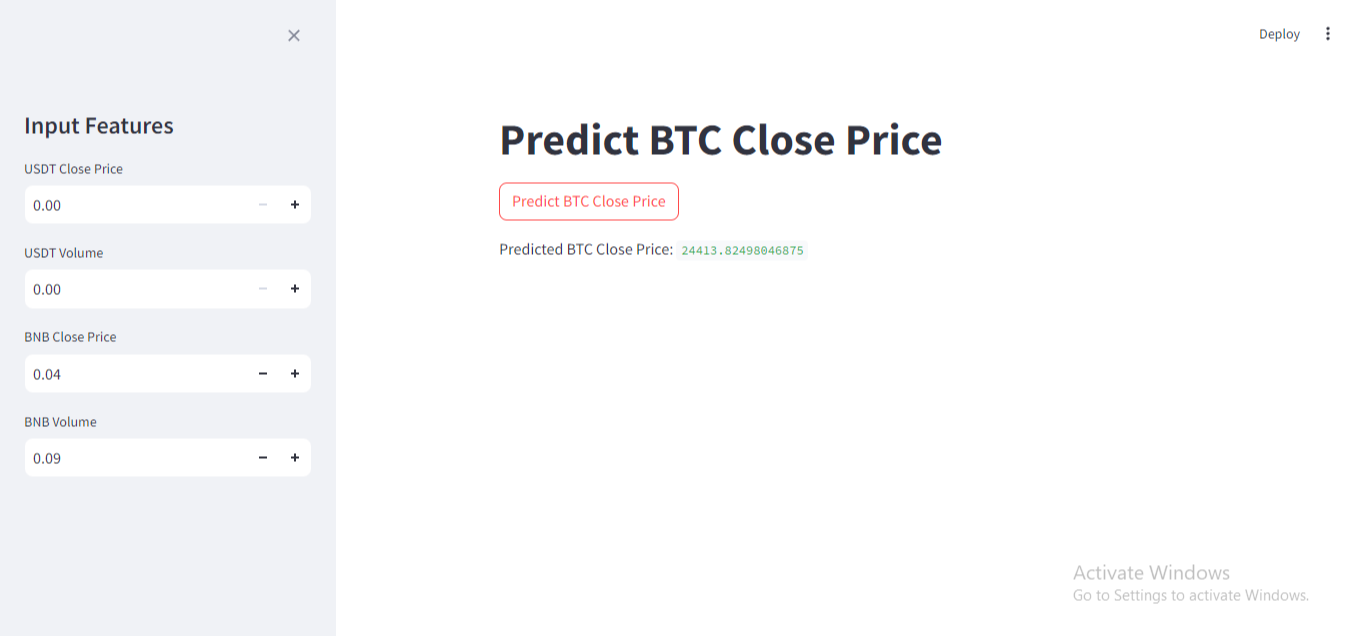 Deploy
Input Features
USDT Close Price
0.00
USDT Volume
0.00
BNB Close Price
0.04
BNB Volume
0.09
Predict BTC Close Price
Predict BTC Close Price
Predicted BTC Close Price: 24413.82498046875
Activate Windows
Go to Settings to activate Windows.